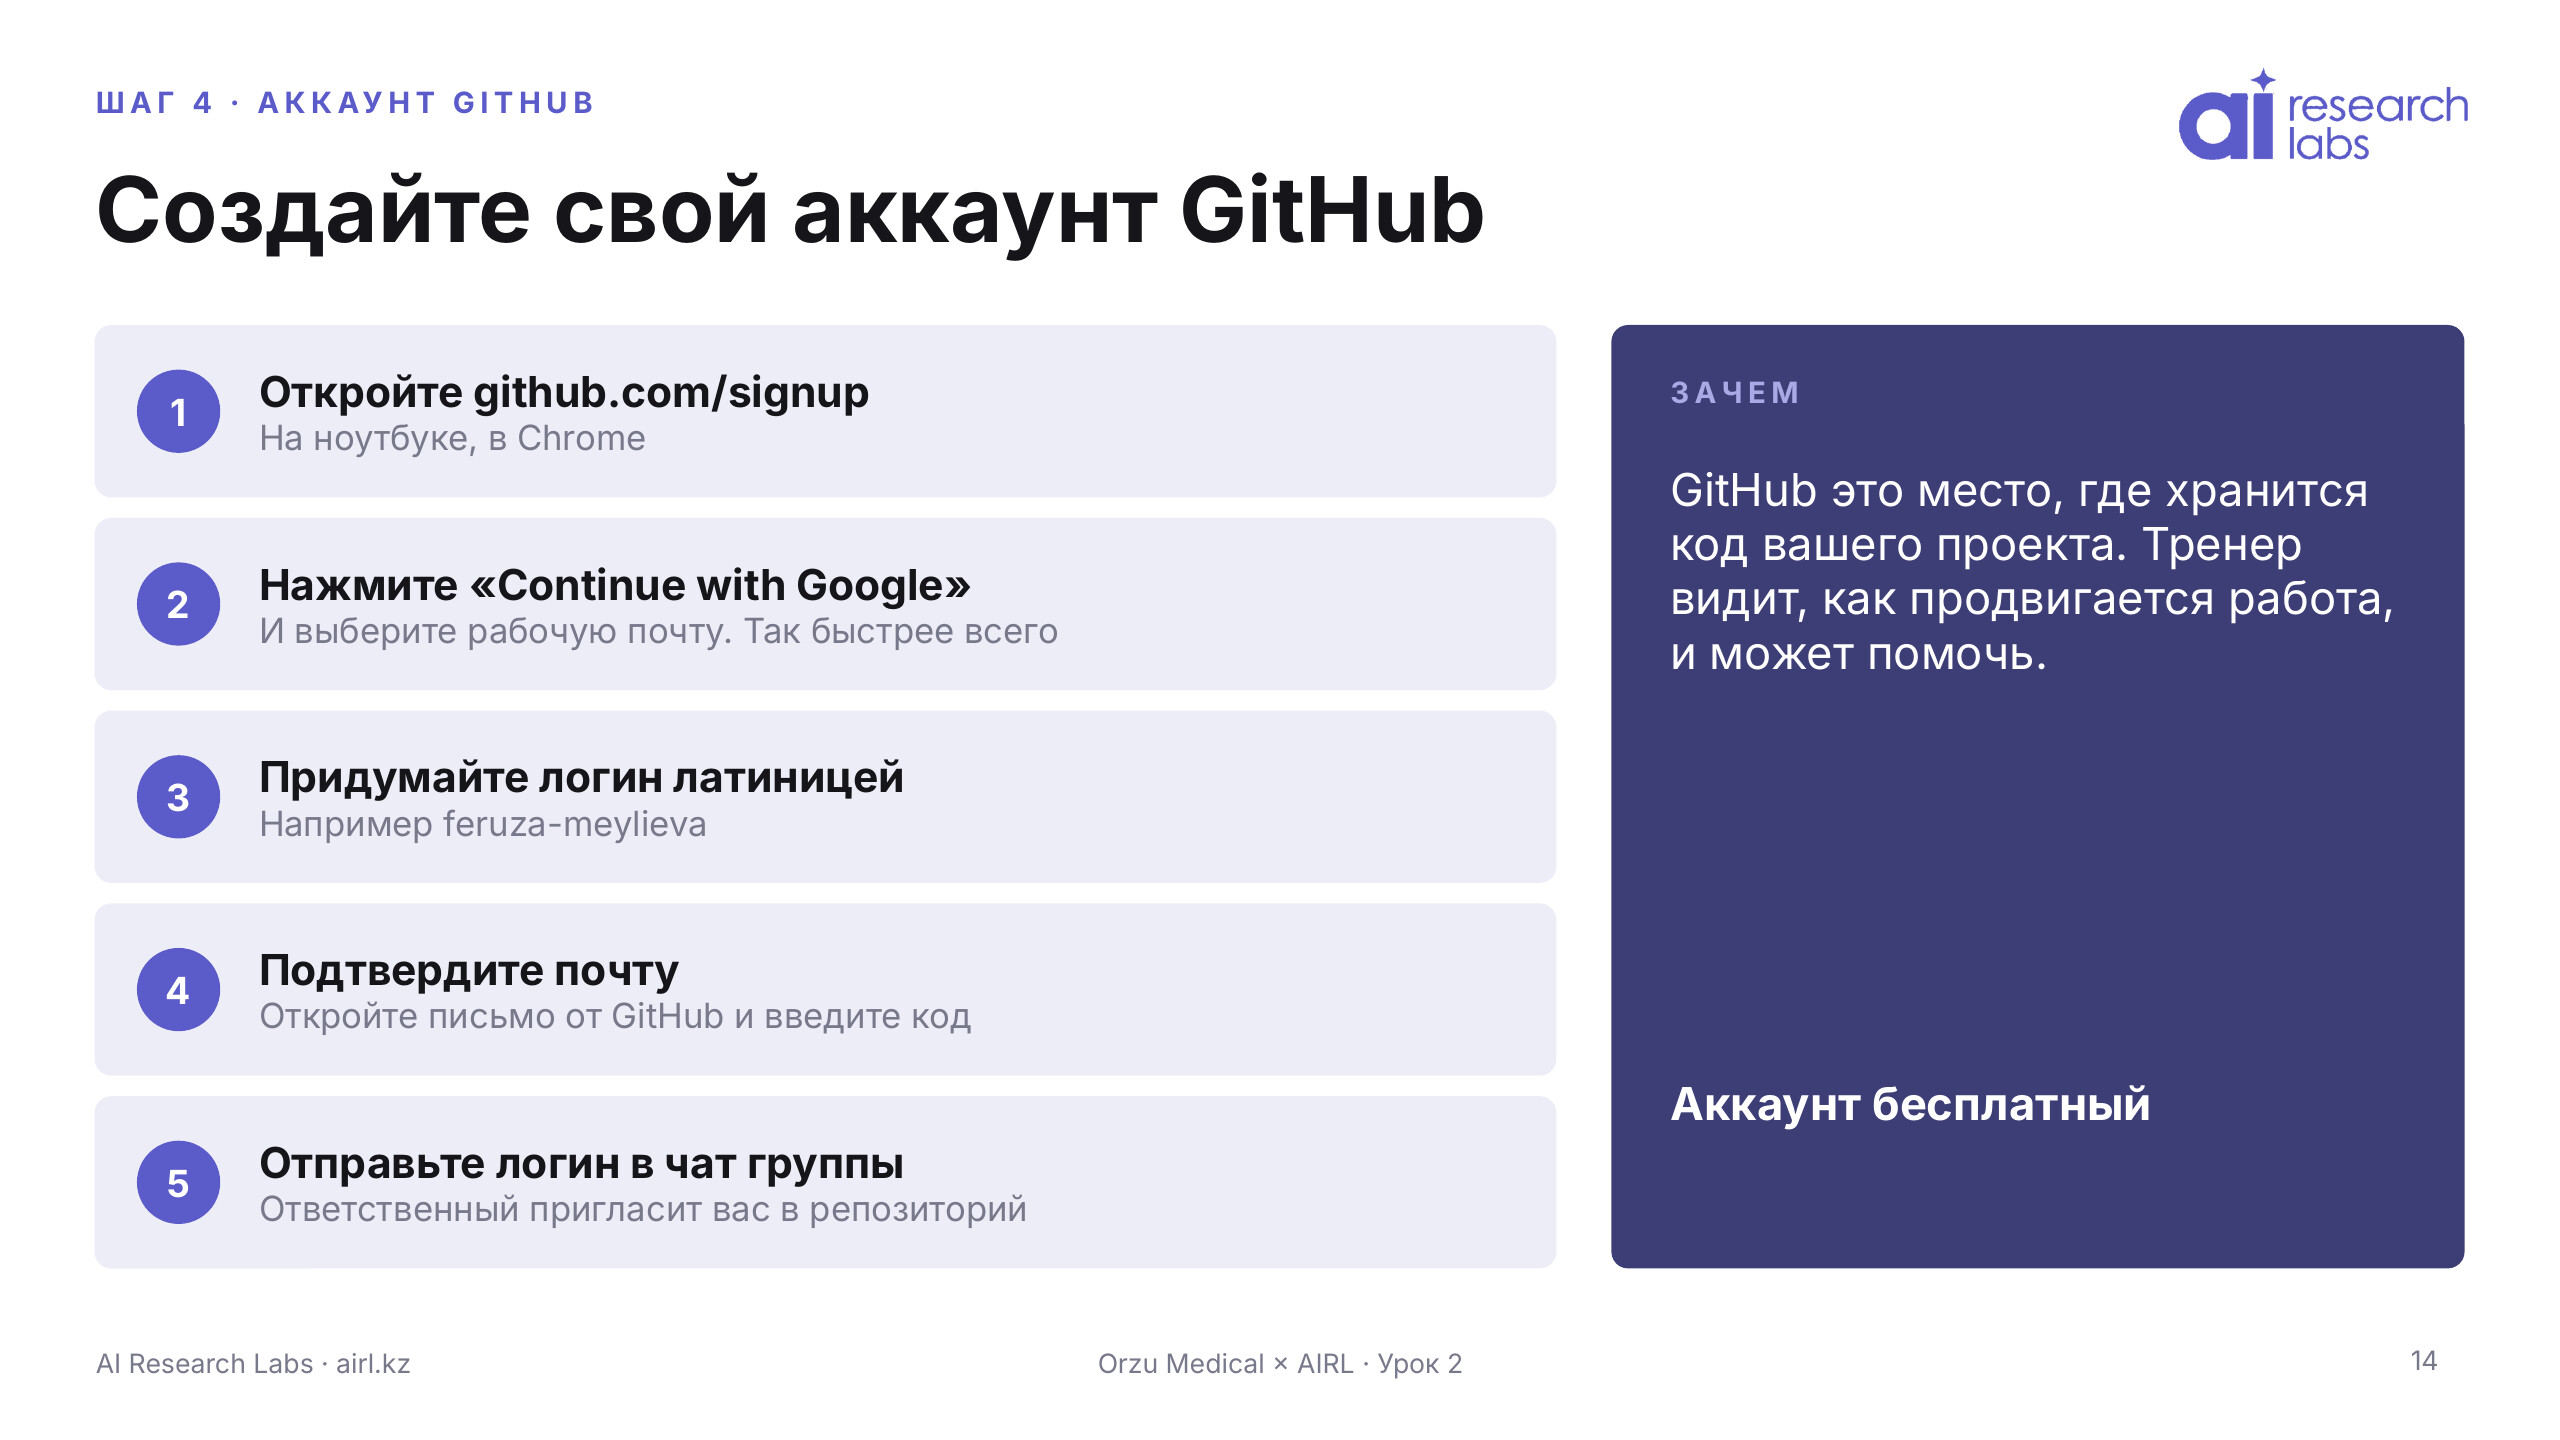 ШАГ 4 · АККАУНТ GITHUB
ai research
labs
Создайте свой аккаунт GitHub
1
Откройте github.com/signup
На ноутбуке, в Chrome
2
Нажмите «Continue with Google»
И выберите рабочую почту. Так быстрее всего
3
Придумайте логин латиницей
Например feruza-meylieva
4
Подтвердите почту
Откройте письмо от GitHub и введите код
5
Отправьте логин в чат группы
Ответственный пригласит вас в репозиторий
ЗАЧЕМ
GitHub это место, где хранится
код вашего проекта. Тренер
видит, как продвигается работа,
и может помочь.
Аккаунт бесплатный
AI Research Labs · airl.kz
Orzu Medical × AIRL · Урок 2
14